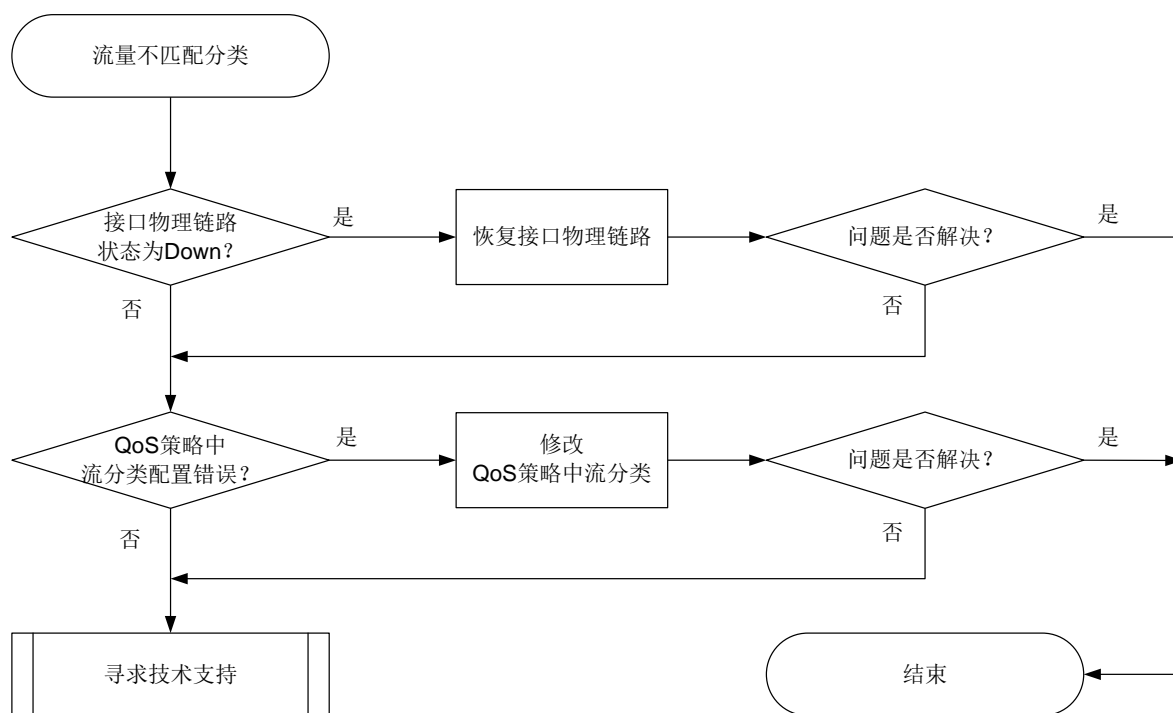 流量不匹配分类
接口物理链路
状态为Down？
是
恢复接口物理链路
问题是否解决？
是
否
否
QoS策略中
流分类配置错误？
是
修改
QoS策略中流分类
问题是否解决？
是
否
否
寻求技术支持
结束